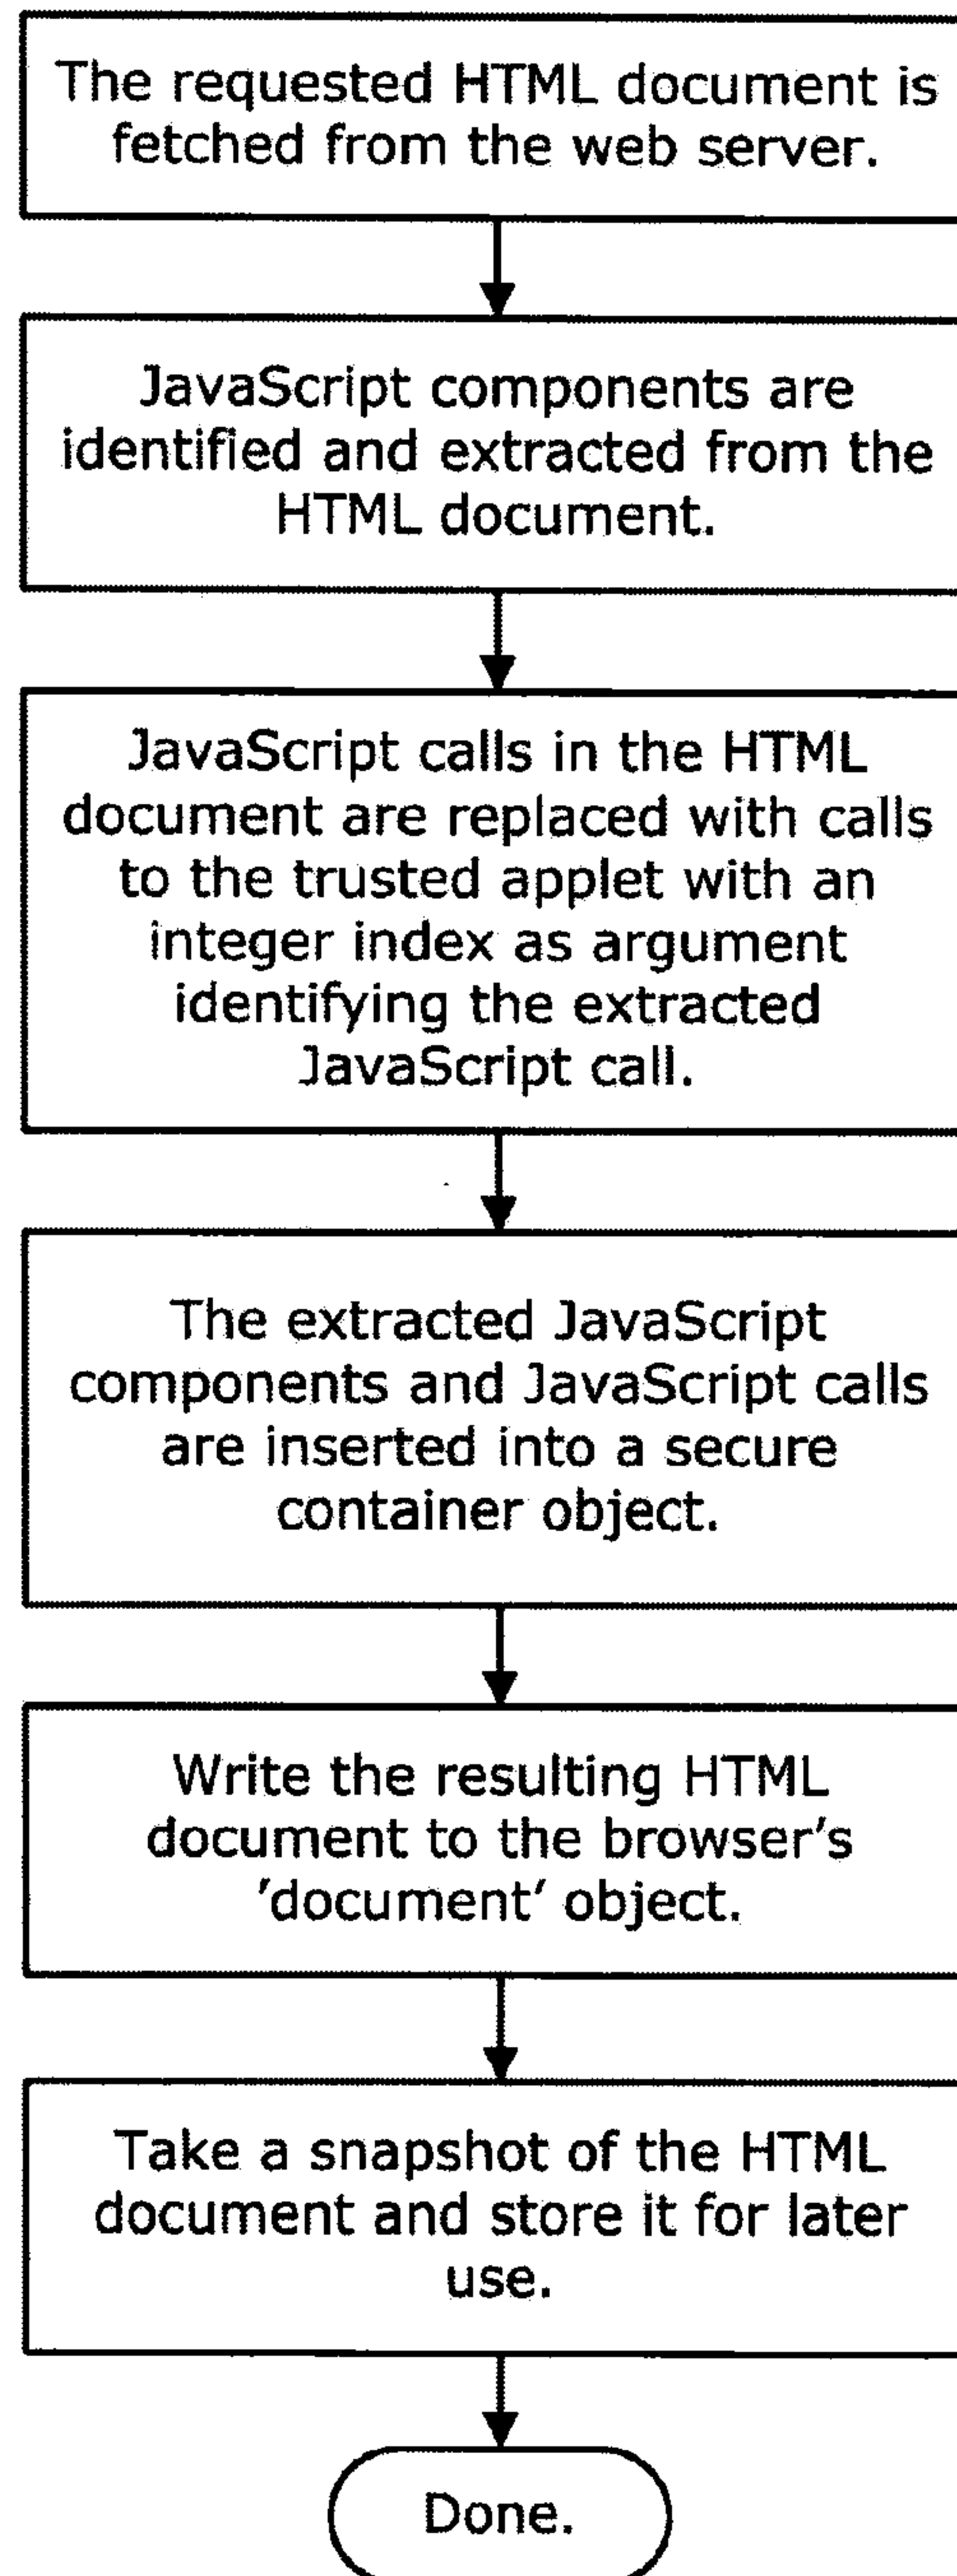 The requested HTML document is
fetched from the web server.
JavaScript components are
identified and extracted from the
HTML document.
JavaScript calls in the HTML
document are replaced with calls
to the trusted applet with an
integer index as argument
identifying the extracted
JavaScript call.
The extracted JavaScript
components and JavaScript calls
are inserted into a secure
container object.
Write the resulting HTML
document to the browser's
'document' object.
Take a snapshot of the HTML
document and store it for later
use.
Done.